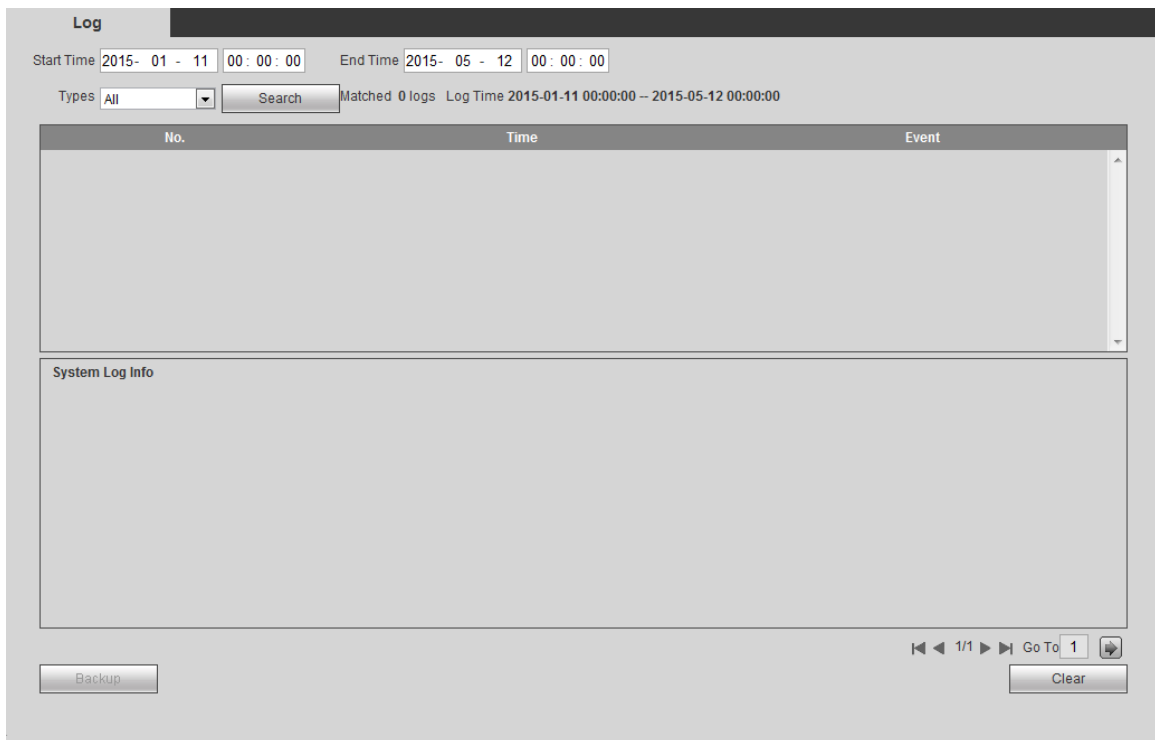 Log
Start Time 2015- 01 - 11 00 : 00 : 00 End Time 2015- 05 - 12 00 : 00 : 00
Types All Search Matched 0 logs Log Time 2015-01-11 00:00:00 -- 2015-05-12 00:00:00
No. Time Event
System Log Info
1/1 Go To 1
Backup Clear